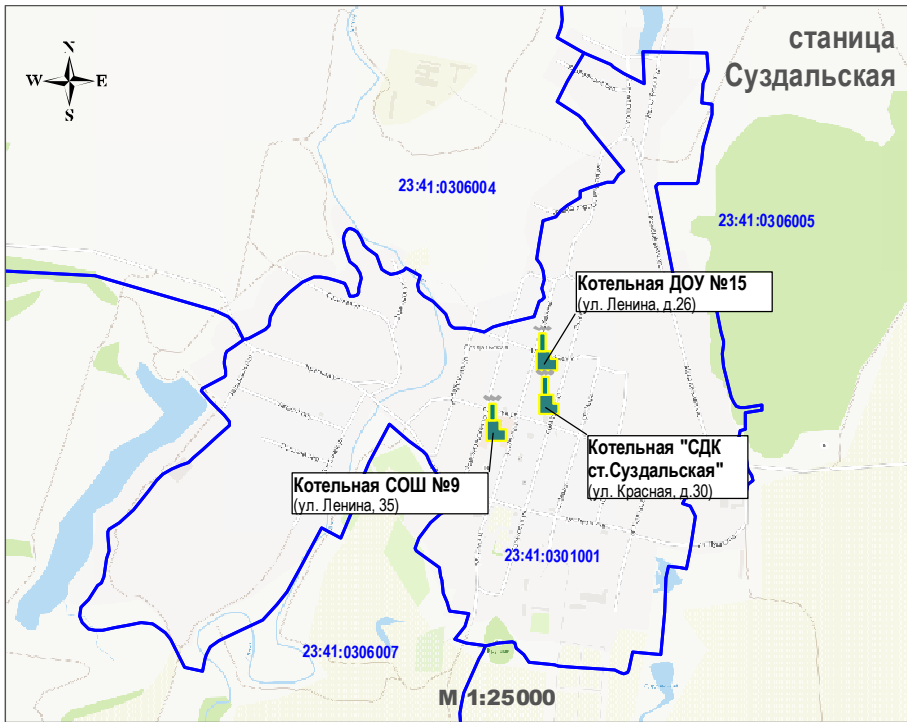 станица
Суздальская
N
W
E
S
23:41:0306004
23:41:0306005
Котельная ДОУ №15
(ул. Ленина, д.26)
Котельная "СДК
ст.Суздальская"
(ул. Красная, д.30)
Котельная СОШ №9
(ул. Ленина, 35)
23:41:0301001
23:41:0306007
М 1:25000